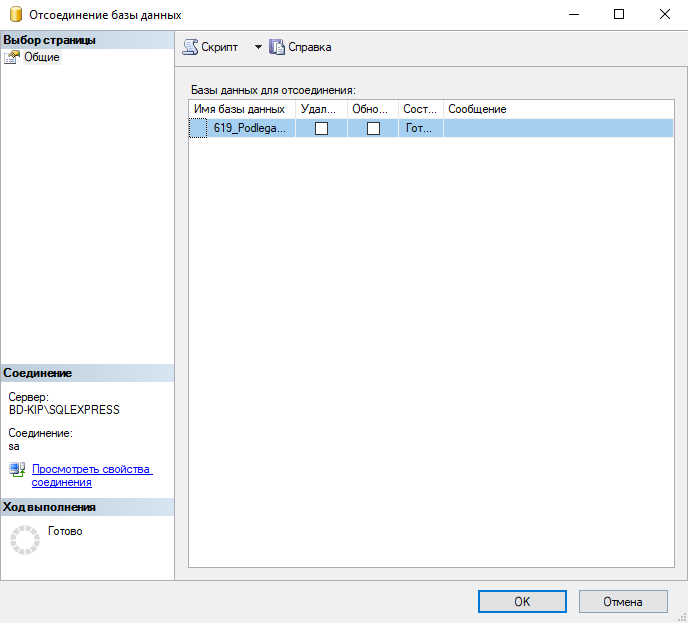 Отсоединение базы данных
Выбор страницы
Общие
Скрипт
Справка
Базы данных для отсоединения:
Имя базы данных Удал... Обно... Сост... Сообщение
619_Podlega... Гот...
Соединение
Сервер:
BD-KIP\SQLEXPRESS
Соединение:
sa
Просмотреть свойства
соединения
Ход выполнения
Готово
OK
Отмена